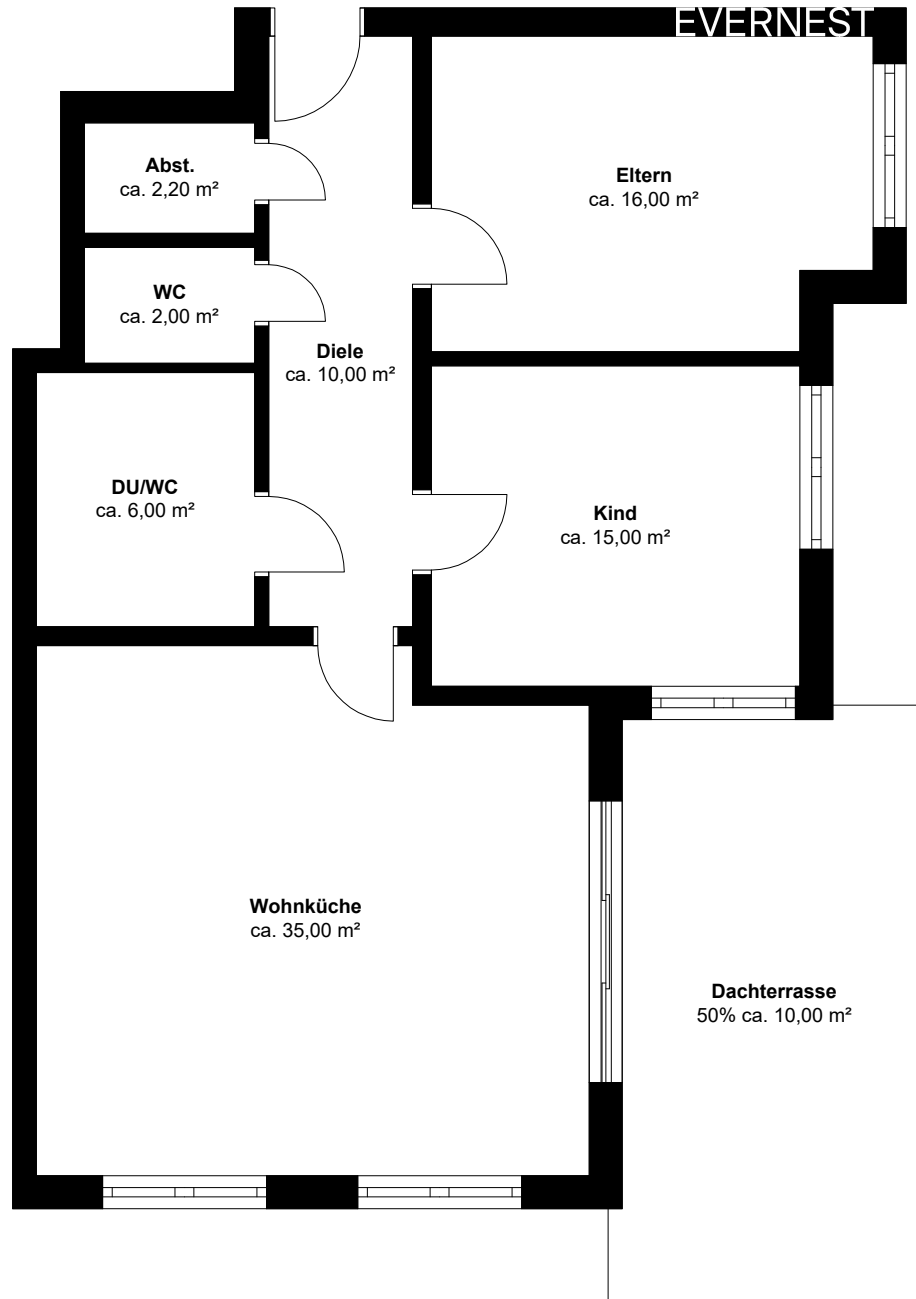 EVERNEST
Abst.
ca. 2,20 m²
Eltern
ca. 16,00 m²
WC
ca. 2,00 m²
Diele
ca. 10,00 m²
DU/WC
ca. 6,00 m²
Kind
ca. 15,00 m²
Wohnküche
ca. 35,00 m²
Dachterrasse
50% ca. 10,00 m²